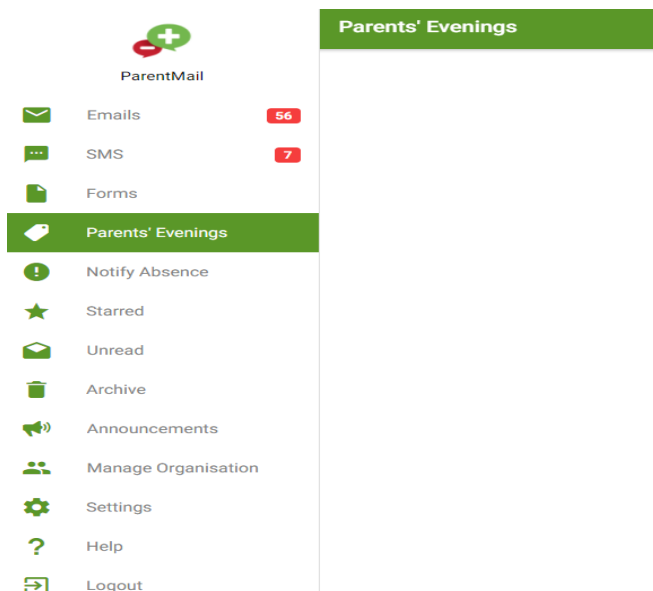 ParentMail
Emails 56
SMS 7
Forms
Parents' Evenings
Notify Absence
Starred
Unread
Archive
Announcements
Manage Organisation
Settings
Help
Logout
Parents' Evenings